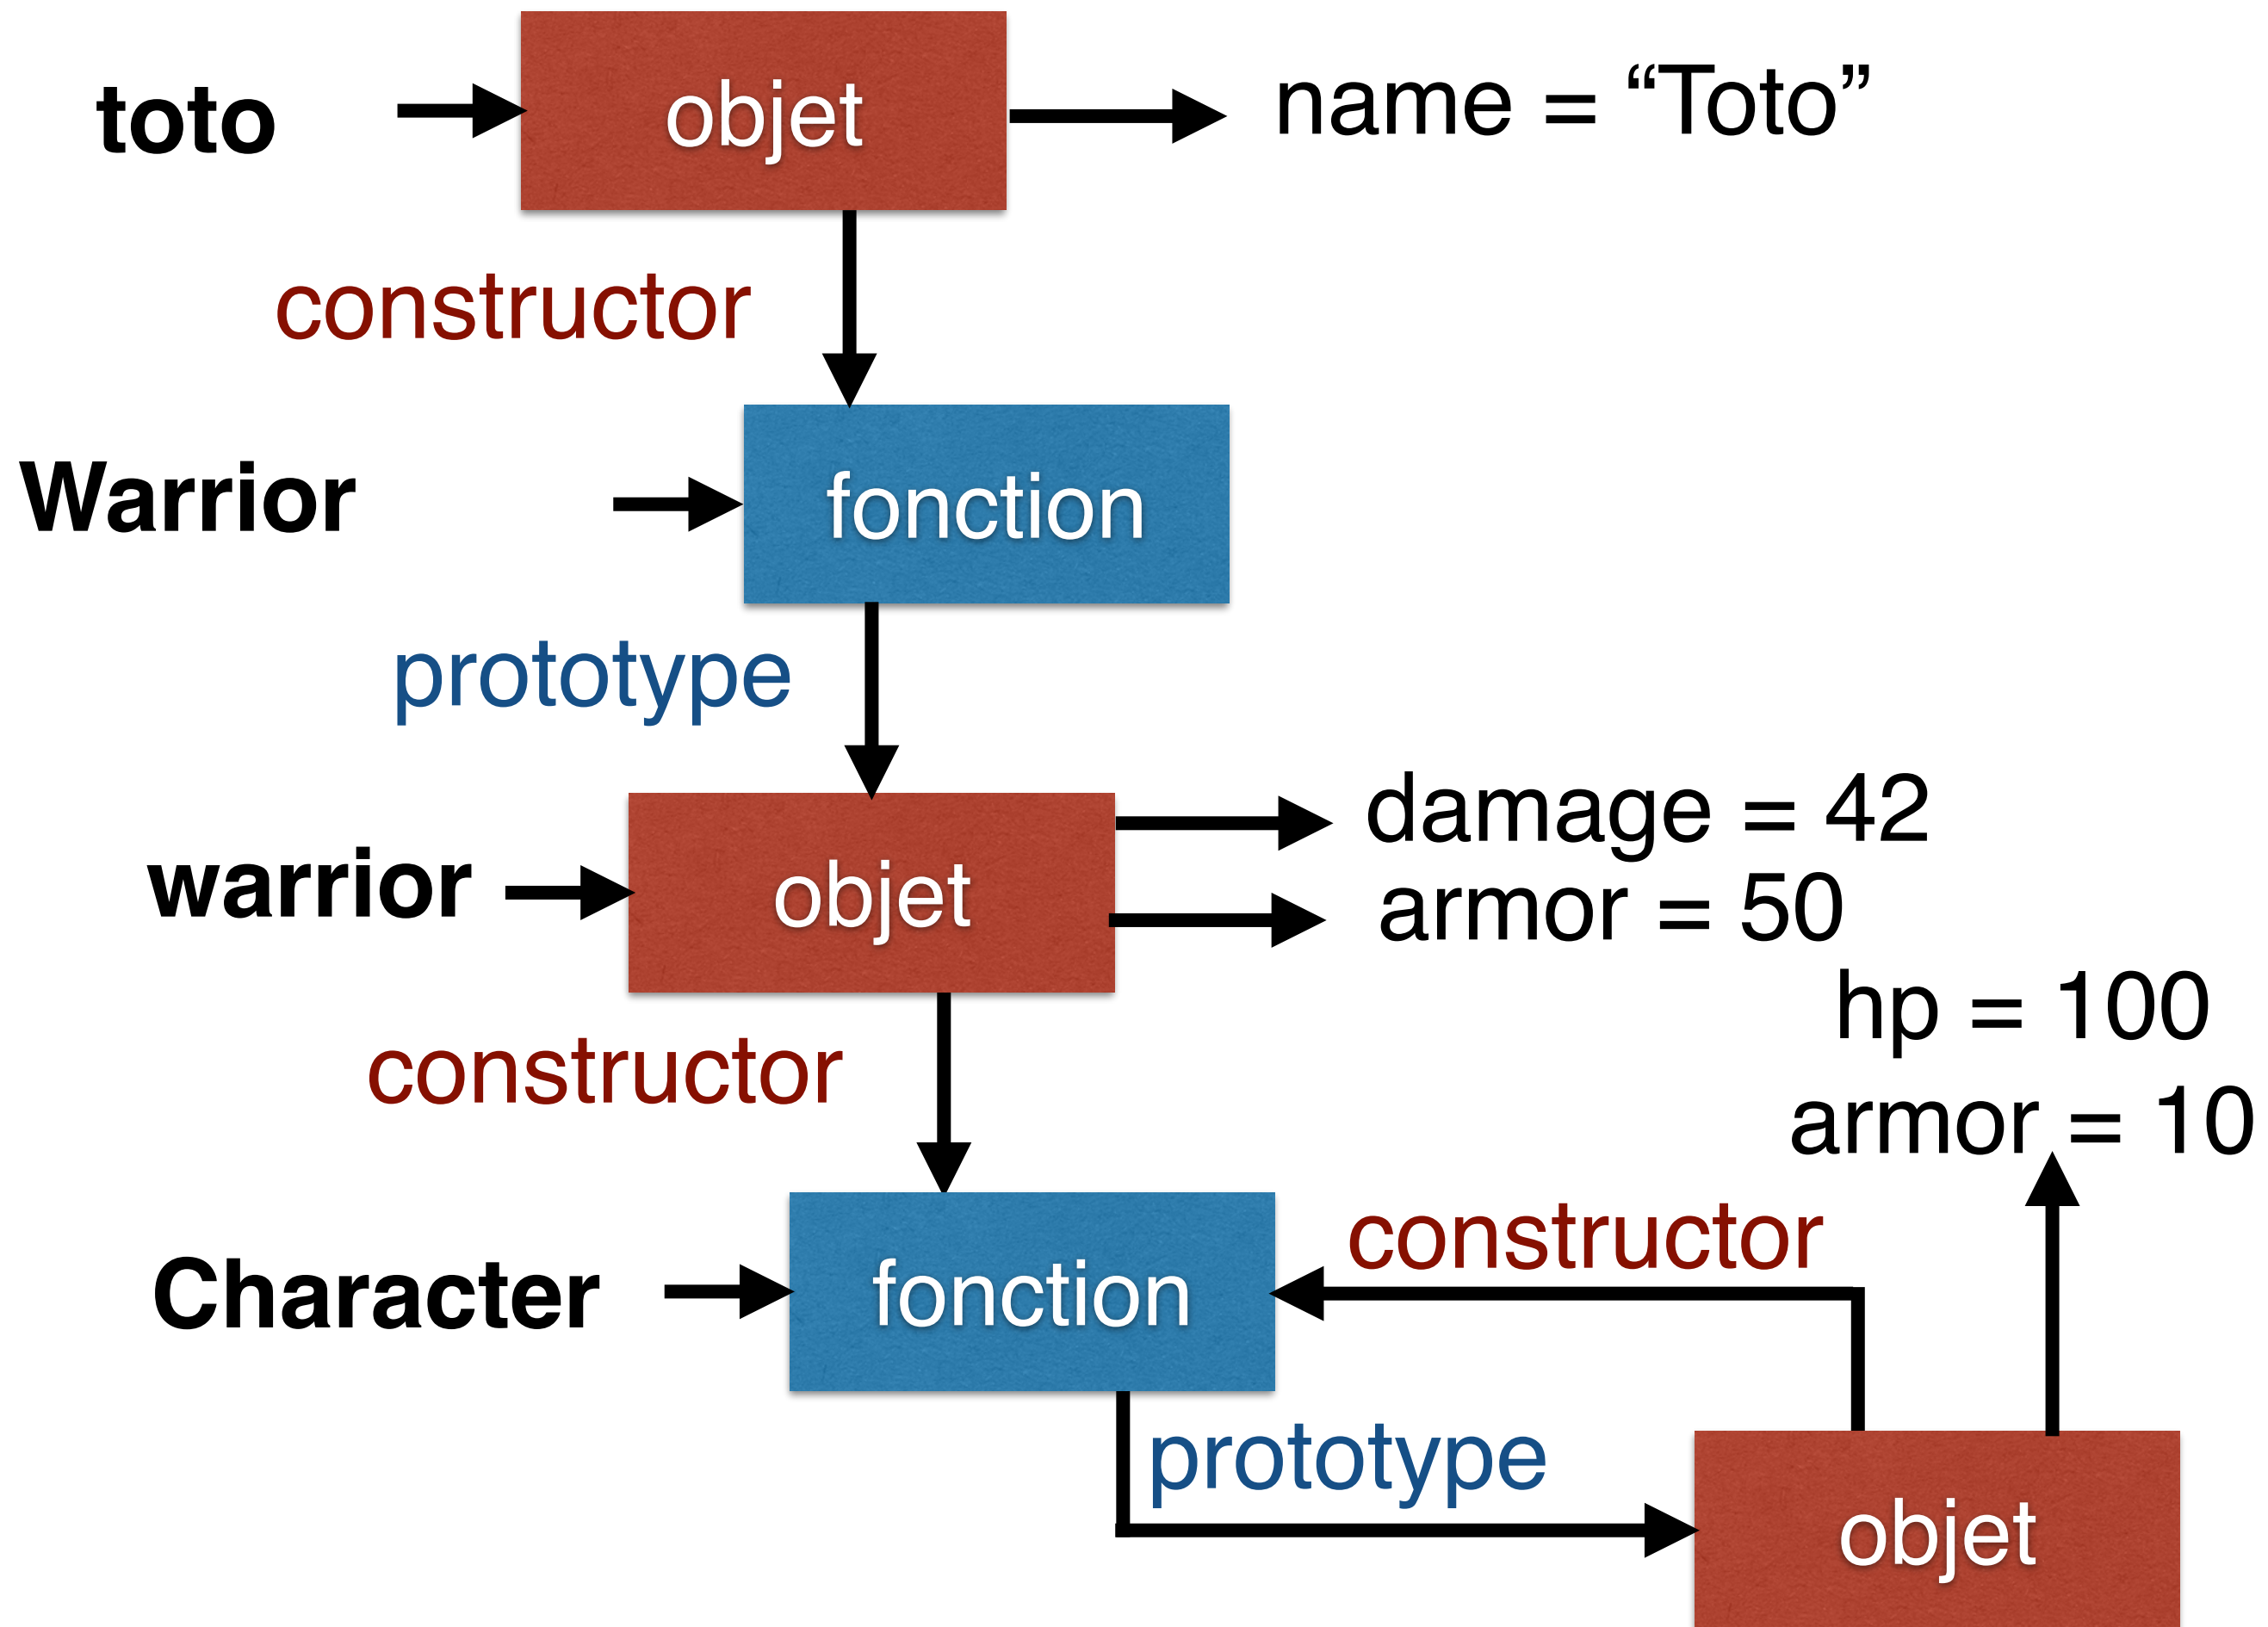 toto
objet
name = “Toto”
constructor
Warrior
fonction
prototype
damage = 42
warrior
objet
armor = 50
hp = 100
constructor
armor = 10
constructor
Character
fonction
prototype
objet